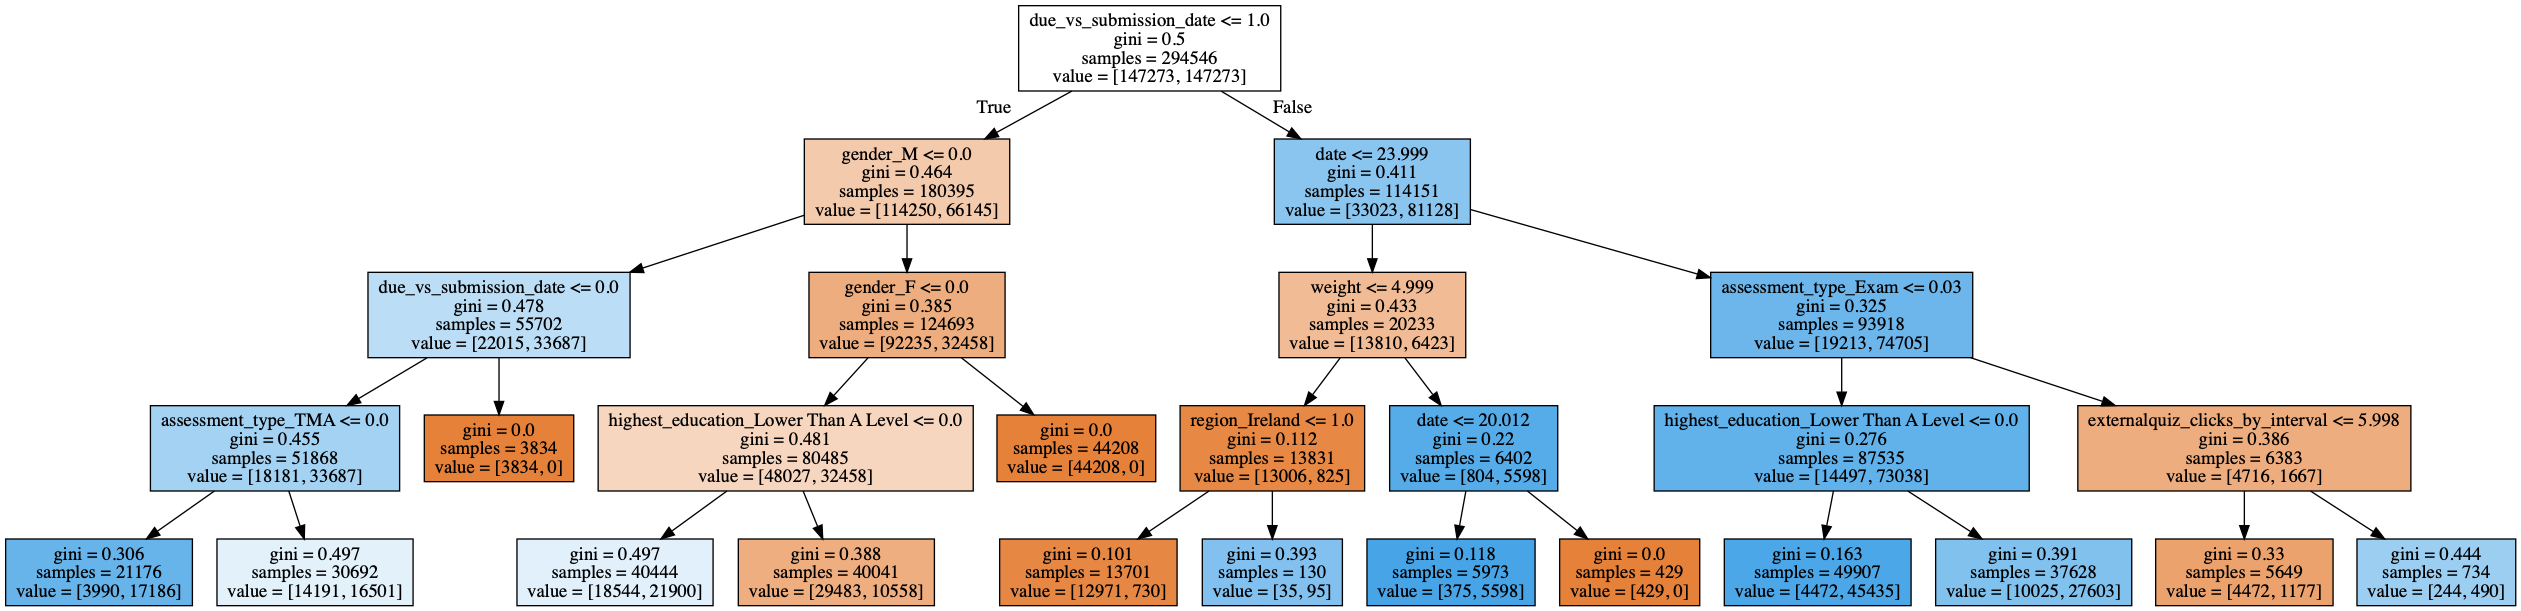 due_vs_submission_date <= 1.0
gini = 0.5
samples = 294546
value = [147273, 147273]
True
False
gender_M <= 0.0
gini = 0.464
samples = 180395
value = [114250, 66145]
date <= 23.999
gini = 0.411
samples = 114151
value = [33023, 81128]
due_vs_submission_date <= 0.0
gini = 0.478
samples = 55702
value = [22015, 33687]
gender_F <= 0.0
gini = 0.385
samples = 124693
value = [92235, 32458]
weight <= 4.999
gini = 0.433
samples = 20233
value = [13810, 6423]
assessment_type_Exam <= 0.03
gini = 0.325
samples = 93918
value = [19213, 74705]
assessment_type_TMA <= 0.0
gini = 0.455
samples = 51868
value = [18181, 33687]
gini = 0.0
samples = 3834
value = [3834, 0]
highest_education_Lower Than A Level <= 0.0
gini = 0.481
samples = 80485
value = [48027, 32458]
gini = 0.0
samples = 44208
value = [44208, 0]
region_Ireland <= 1.0
gini = 0.112
samples = 13831
value = [13006, 825]
date <= 20.012
gini = 0.22
samples = 6402
value = [804, 5598]
highest_education_Lower Than A Level <= 0.0
gini = 0.276
samples = 87535
value = [14497, 73038]
externalquiz_clicks_by_interval <= 5.998
gini = 0.386
samples = 6383
value = [4716, 1667]
gini = 0.306
samples = 21176
value = [3990, 17186]
gini = 0.497
samples = 30692
value = [14191, 16501]
gini = 0.497
samples = 40444
value = [18544, 21900]
gini = 0.388
samples = 40041
value = [29483, 10558]
gini = 0.101
samples = 13701
value = [12971, 730]
gini = 0.393
samples = 130
value = [35, 95]
gini = 0.118
samples = 5973
value = [375, 5598]
gini = 0.0
samples = 429
value = [429, 0]
gini = 0.163
samples = 49907
value = [4472, 45435]
gini = 0.391
samples = 37628
value = [10025, 27603]
gini = 0.33
samples = 5649
value = [4472, 1177]
gini = 0.444
samples = 734
value = [244, 490]